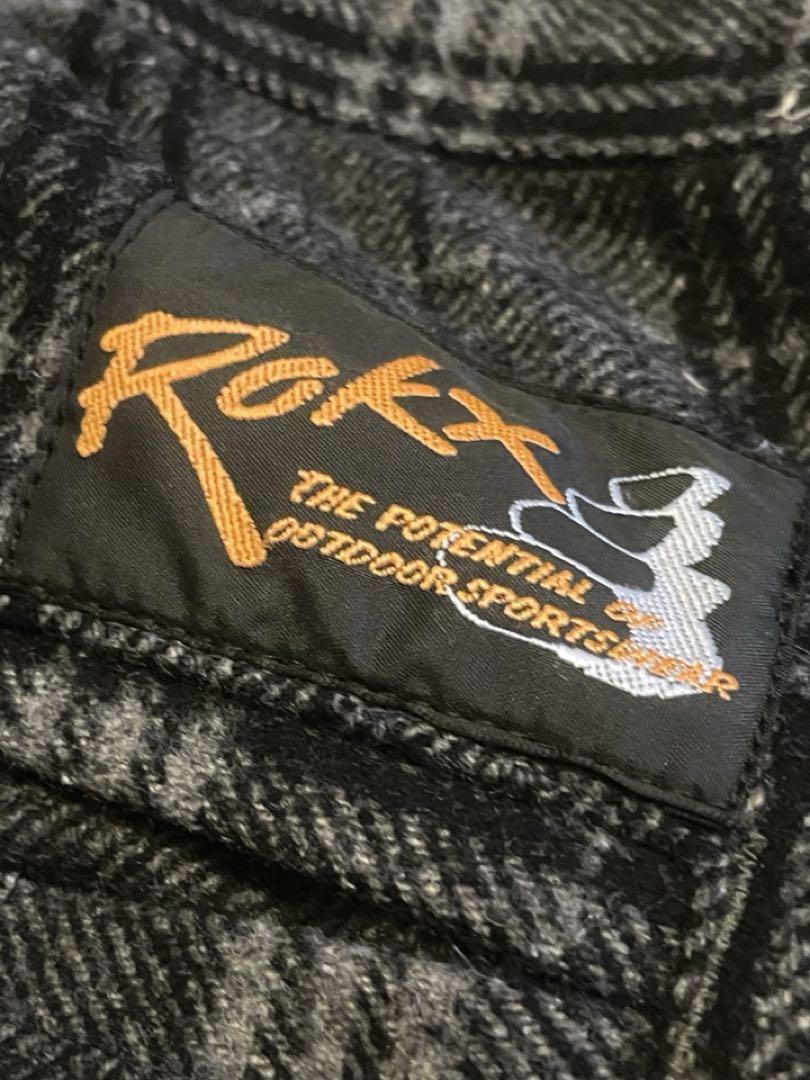 ROKX
THE POTENTIAL OF
OUTDOOR SPORTSWEAR